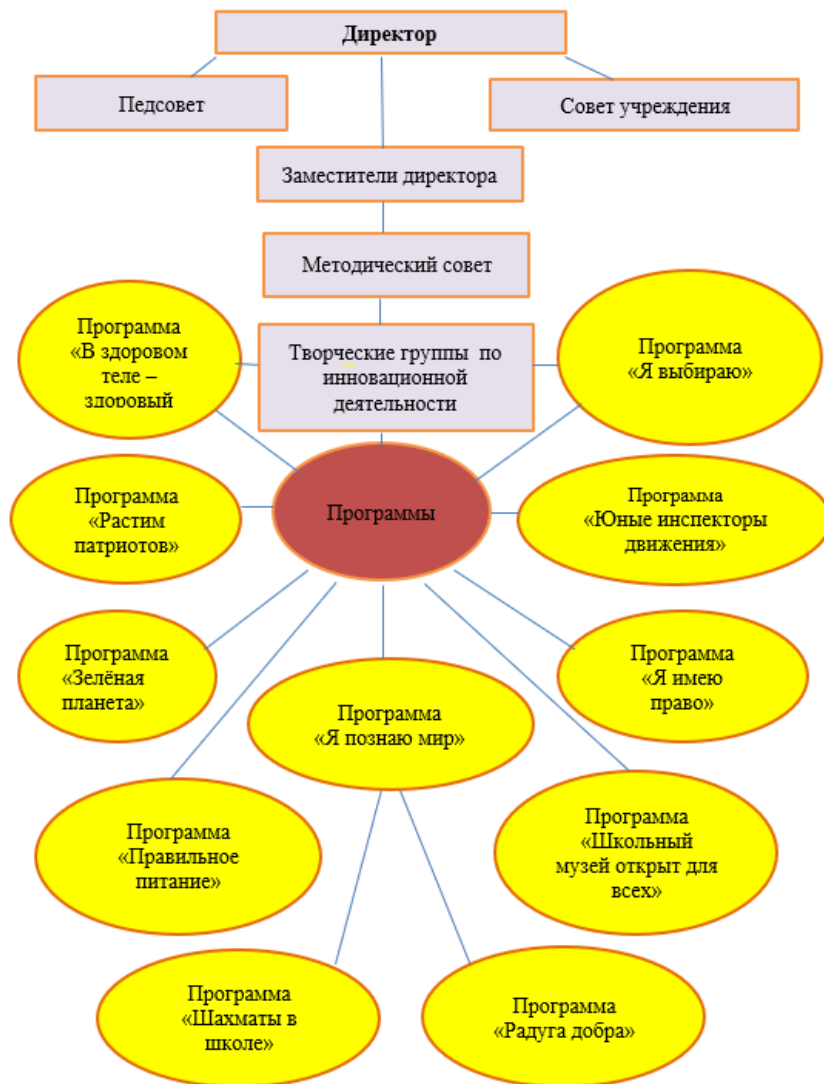 Директор
Педсовет
Совет учреждения
Заместители директора
Методический совет
Программа
«В здоровом
теле –
здоровый
Творческие группы по
инновационной
деятельности
Программа
«Я выбираю»
Программа
«Растим
патриотов»
Программы
Программа
«Юные инспекторы
движения»
Программа
«Зелёная
планета»
Программа
«Я познаю мир»
Программа
«Я имею
право»
Программа
«Правильное
питание»
Программа
«Школьный
музей открыт для
всех»
Программа
«Шахматы в
школе»
Программа
«Радуга добра»